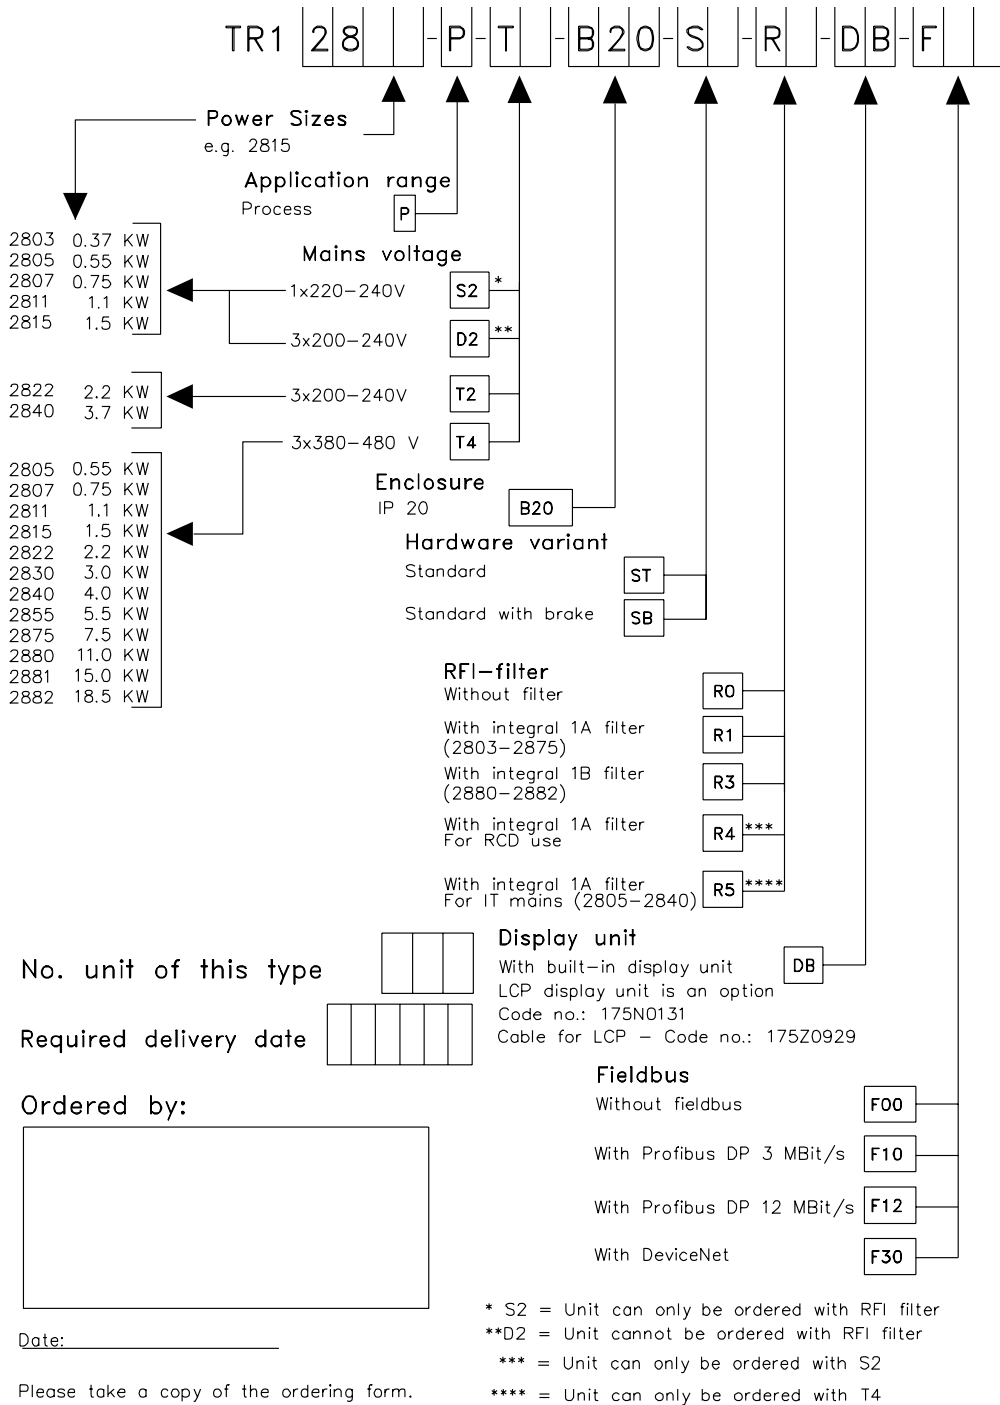 TR1 28 -P-T -B20-S -R -DB-F
Power Sizes
e.g. 2815
Application range
Process P
Mains voltage
2803 0.37 KW
2805 0.55 KW
2807 0.75 KW
2811 1.1 KW
2815 1.5 KW
1x220-240V S2 *
3x200-240V D2 **
2822 2.2 KW
2840 3.7 KW
3x200-240V T2
3x380-480 V T4
2805 0.55 KW
2807 0.75 KW
2811 1.1 KW
2815 1.5 KW
2822 2.2 KW
2830 3.0 KW
2840 4.0 KW
2855 5.5 KW
2875 7.5 KW
2880 11.0 KW
2881 15.0 KW
2882 18.5 KW
Enclosure
IP 20 B20
Hardware variant
Standard ST
Standard with brake SB
RFI-filter
Without filter R0
With integral 1A filter
(2803-2875) R1
With integral 1B filter
(2880-2882) R3
With integral 1A filter
For RCD use R4 ***
With integral 1A filter
For IT mains (2805-2840) R5 ****
Display unit
With built-in display unit DB
LCP display unit is an option
Code no.: 175N0131
Cable for LCP - Code no.: 175Z0929
No. unit of this type
Required delivery date
Fieldbus
Without fieldbus F00
With Profibus DP 3 MBit/s F10
With Profibus DP 12 MBit/s F12
With DeviceNet F30
Ordered by:
Date:
Please take a copy of the ordering form.
* S2 = Unit can only be ordered with RFI filter
**D2 = Unit cannot be ordered with RFI filter
*** = Unit can only be ordered with S2
**** = Unit can only be ordered with T4